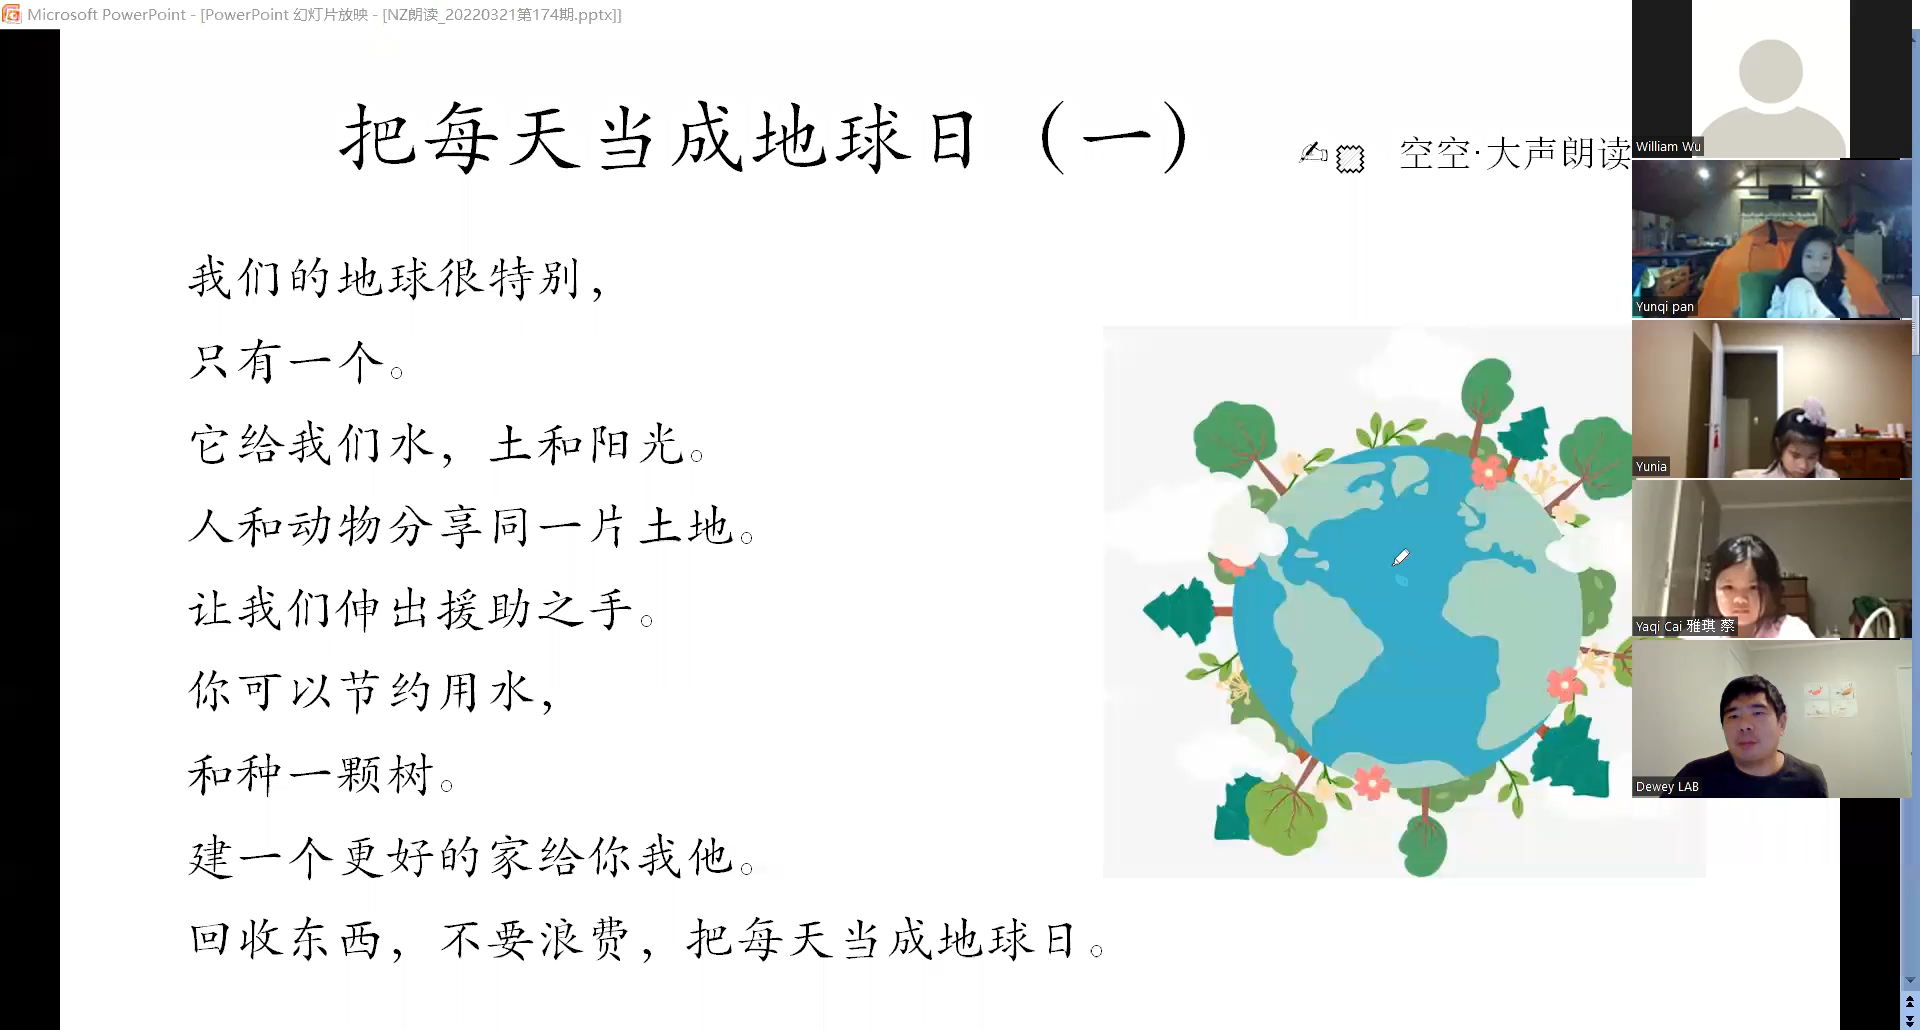 Microsoft PowerPoint - [PowerPoint 幻灯片放映 - [NZ朗读_20220321第174期.pptx]]
把每天当成地球日（一）
空空·大声朗读
我们的地球很特别，
只有一个。
它给我们水，土和阳光。
人和动物分享同一片土地。
让我们伸出援助之手。
你可以节约用水，
和种一颗树。
建一个更好的家给你我他。
回收东西，不要浪费，把每天当成地球日。
William Wu
Yunqi pan
Yunia
Yaqi Cai 雅琪 蔡
Dewey LAB